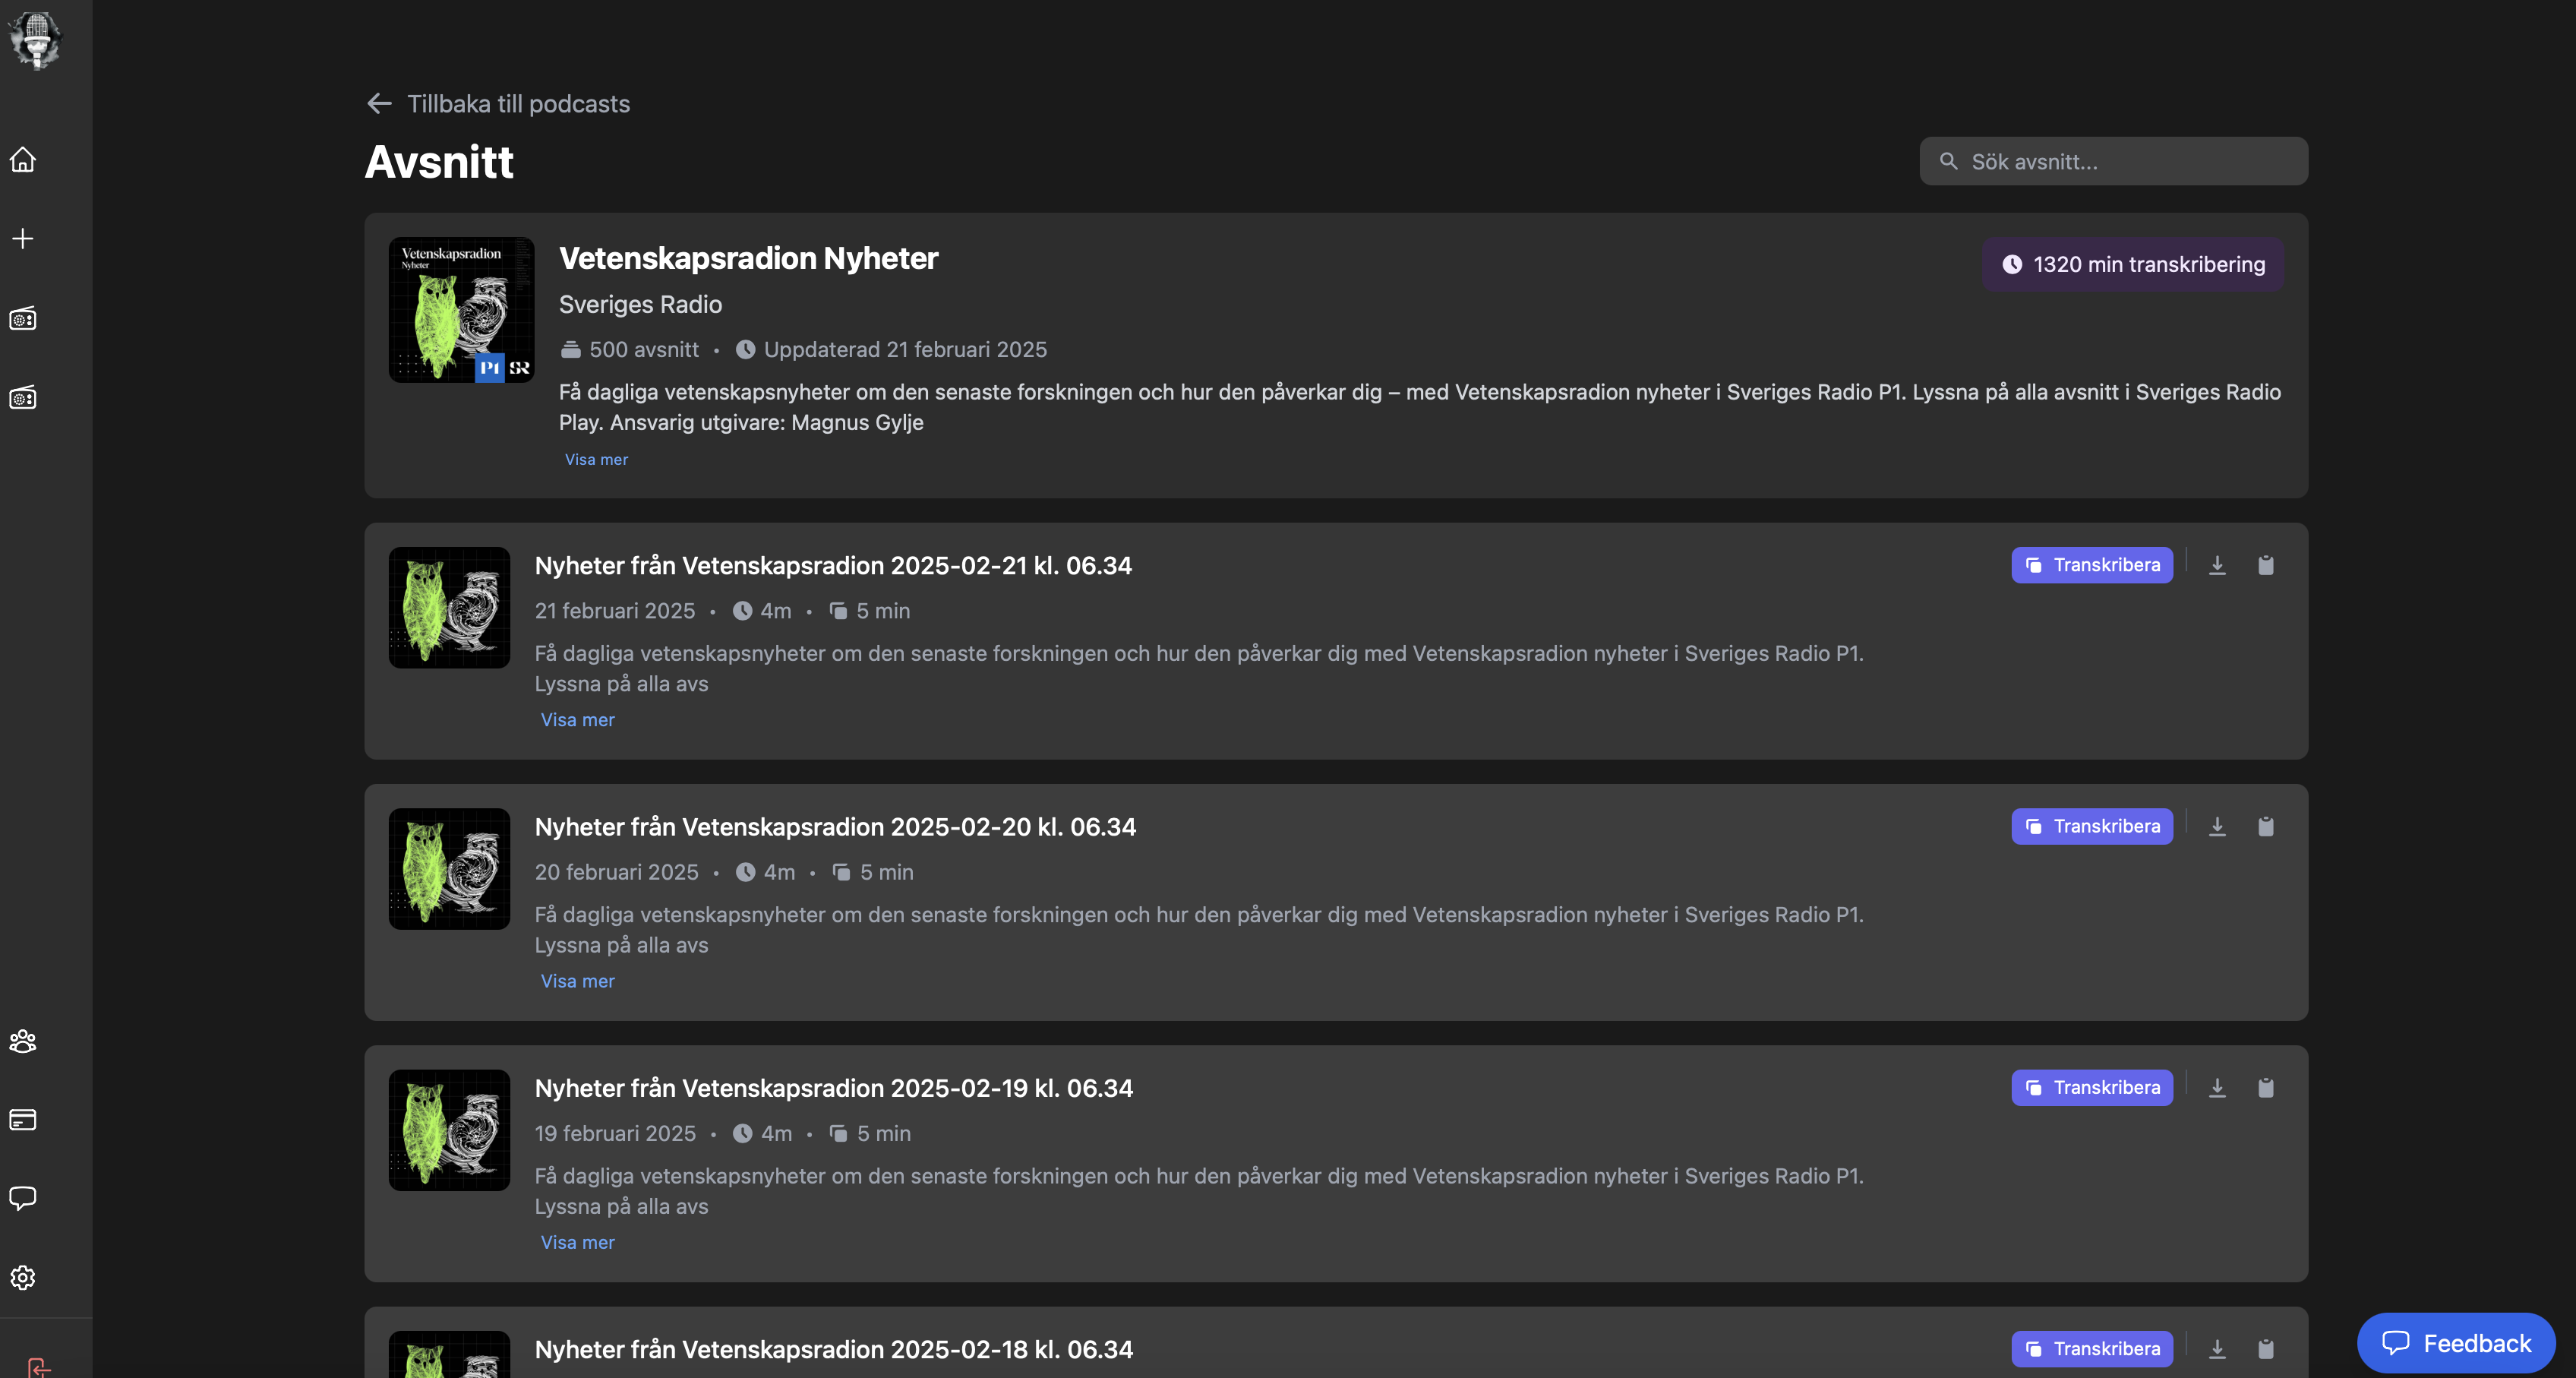 Tillbaka till podcasts
Avsnitt
Sök avsnitt...
Vetenskapsradion
Nyheter
P1 SR
Vetenskapsradion Nyheter
1320 min transkribering
Sveriges Radio
500 avsnitt • Uppdaterad 21 februari 2025
Få dagliga vetenskapsnyheter om den senaste forskningen och hur den påverkar dig – med Vetenskapsradion nyheter i Sveriges Radio P1. Lyssna på alla avsnitt i Sveriges Radio
Play. Ansvarig utgivare: Magnus Gylje
Visa mer
Nyheter från Vetenskapsradion 2025-02-21 kl. 06.34
Transkribera
21 februari 2025 • 4m • 5 min
Få dagliga vetenskapsnyheter om den senaste forskningen och hur den påverkar dig med Vetenskapsradion nyheter i Sveriges Radio P1.
Lyssna på alla avs
Visa mer
Nyheter från Vetenskapsradion 2025-02-20 kl. 06.34
Transkribera
20 februari 2025 • 4m • 5 min
Få dagliga vetenskapsnyheter om den senaste forskningen och hur den påverkar dig med Vetenskapsradion nyheter i Sveriges Radio P1.
Lyssna på alla avs
Visa mer
Nyheter från Vetenskapsradion 2025-02-19 kl. 06.34
Transkribera
19 februari 2025 • 4m • 5 min
Få dagliga vetenskapsnyheter om den senaste forskningen och hur den påverkar dig med Vetenskapsradion nyheter i Sveriges Radio P1.
Lyssna på alla avs
Visa mer
Nyheter från Vetenskapsradion 2025-02-18 kl. 06.34
Transkribera
Feedback